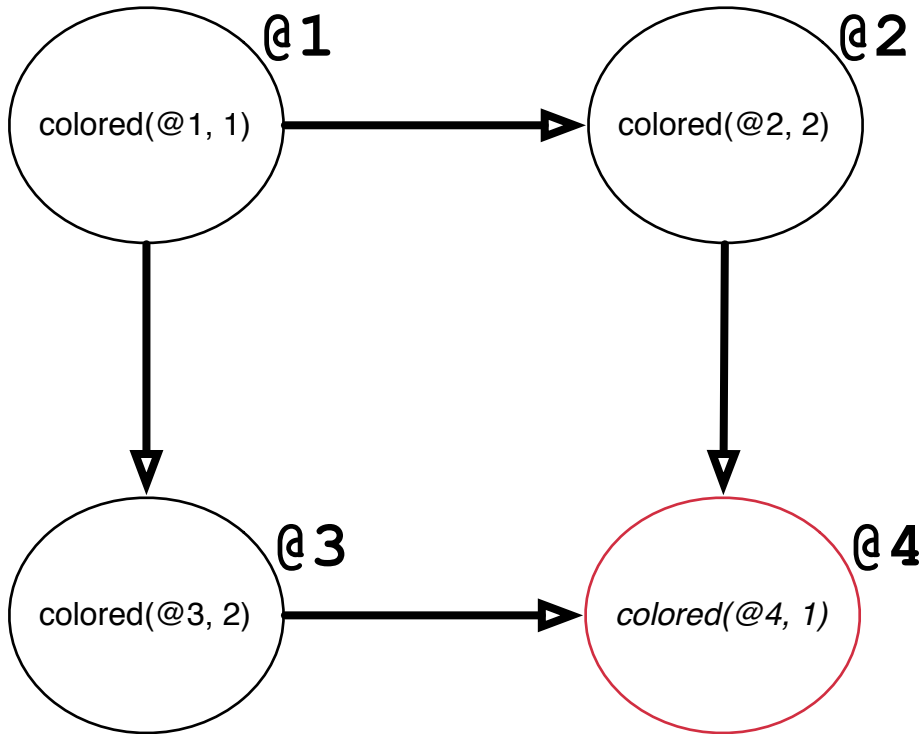 @1
colored(@1, 1)
@2
colored(@2, 2)
@3
colored(@3, 2)
@4
colored(@4, 1)